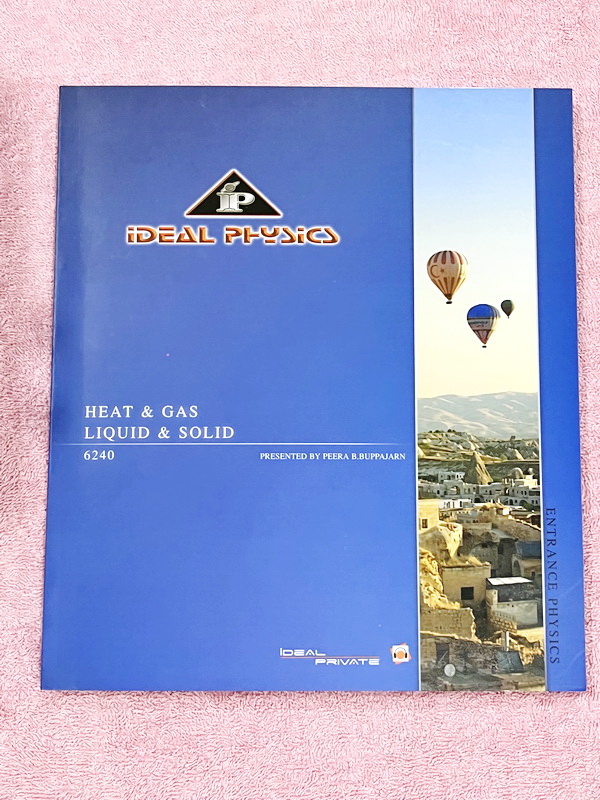 iP
IDEAL PHYSICS
HEAT & GAS
LIQUID & SOLID
6240
PRESENTED BY PEERA B.BUPPAJARN
ENTRANCE PHYSICS
IDEAL
PRIVATE